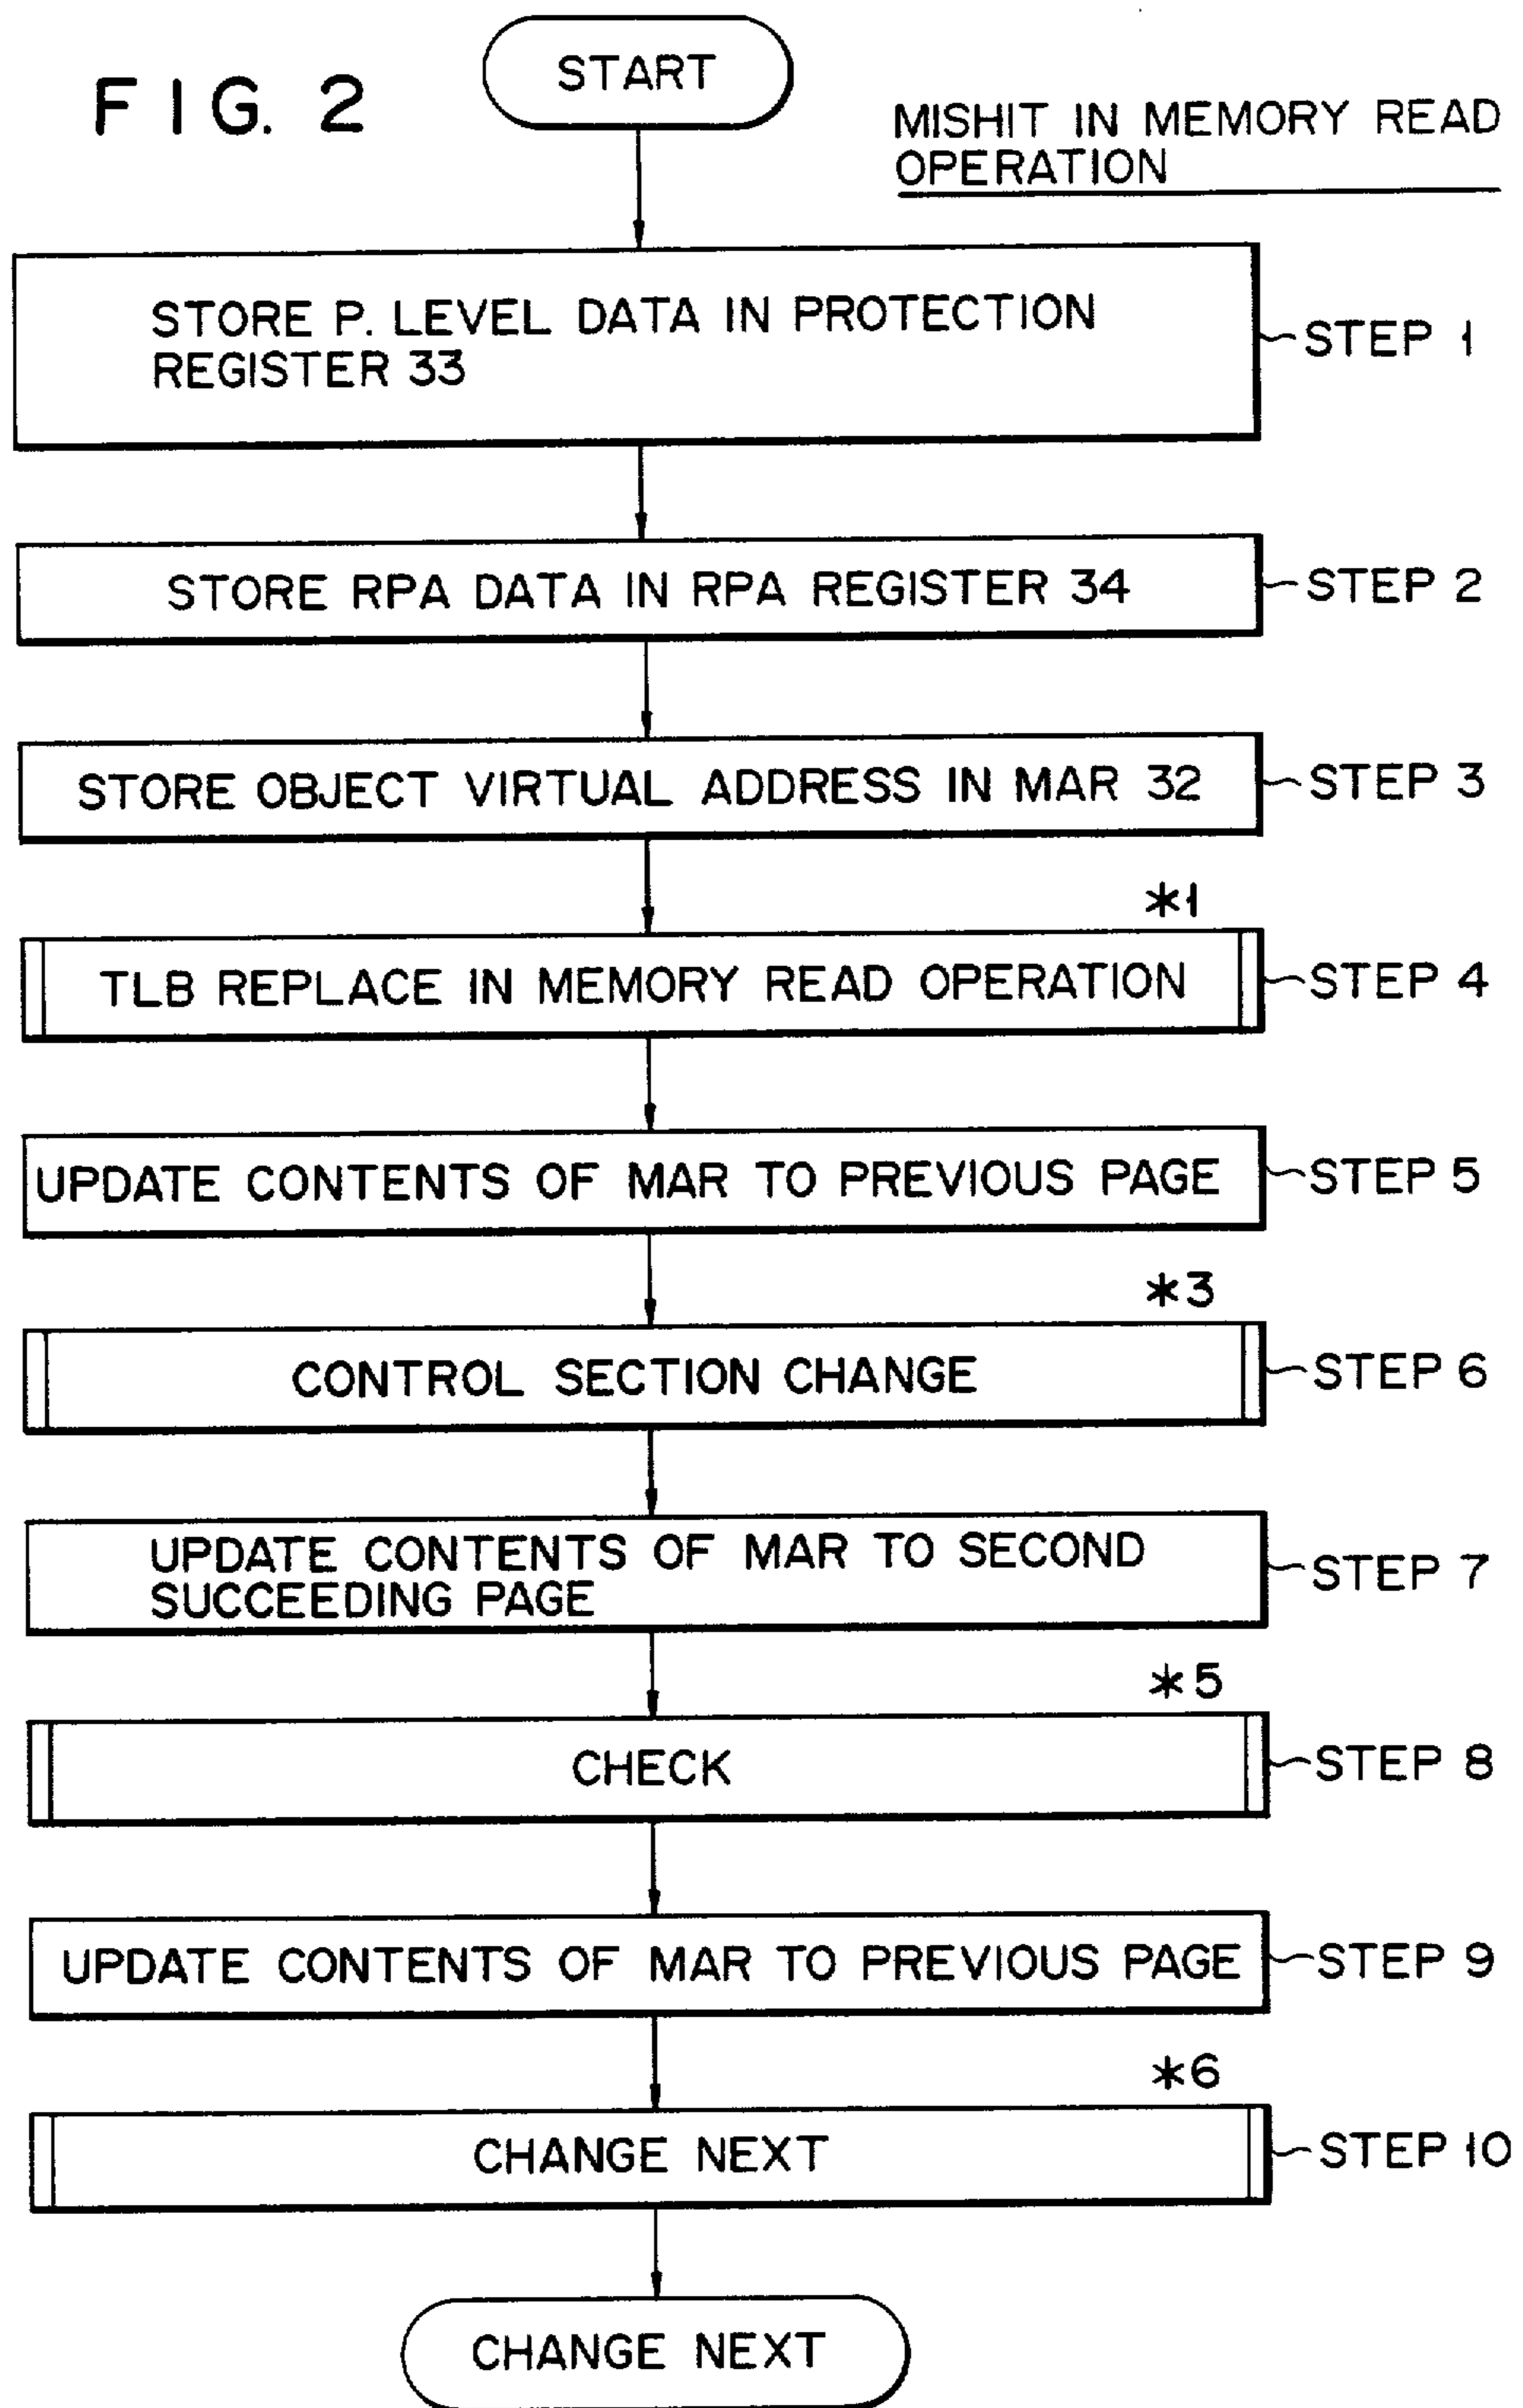 FIG. 2
START
MISHIT IN MEMORY READ
OPERATION
STORE P. LEVEL DATA IN PROTECTION
REGISTER 33
STEP 1
STORE RPA DATA IN RPA REGISTER 34
STEP 2
STORE OBJECT VIRTUAL ADDRESS IN MAR 32
STEP 3
*1
TLB REPLACE IN MEMORY READ OPERATION
STEP 4
UPDATE CONTENTS OF MAR TO PREVIOUS PAGE
STEP 5
*3
CONTROL SECTION CHANGE
STEP 6
UPDATE CONTENTS OF MAR TO SECOND
SUCCEEDING PAGE
STEP 7
*5
CHECK
STEP 8
UPDATE CONTENTS OF MAR TO PREVIOUS PAGE
STEP 9
*6
CHANGE NEXT
STEP 10
CHANGE NEXT